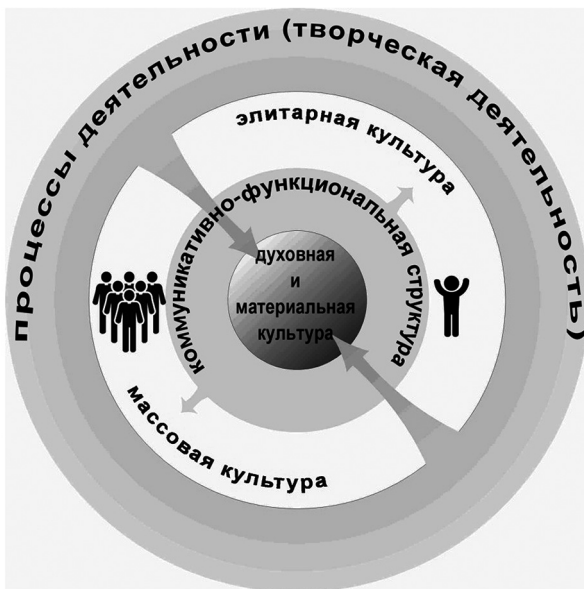 процессы деятельности (творческая деятельность)
элитарная культура
коммуникативно-функциональная структура
духовная
и
материальная
культура
массовая культура